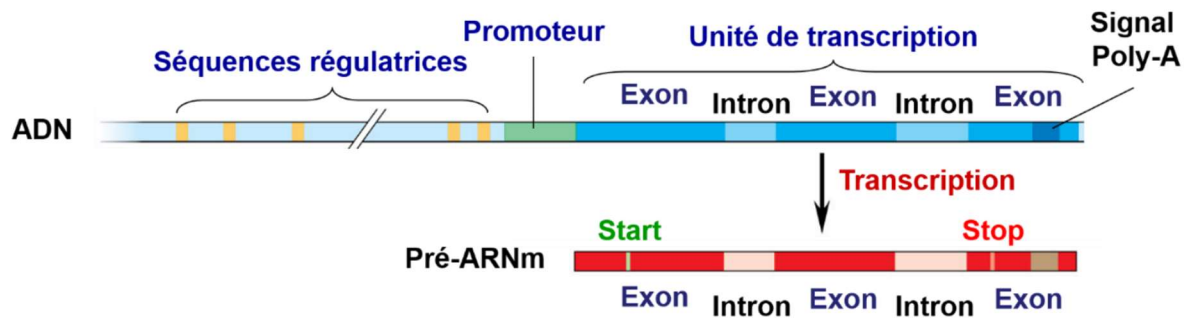 Séquences régulatrices
Promoteur
Unité de transcription
Signal
Poly-A
Exon Intron Exon Intron Exon
ADN
Transcription
Start Stop
Pré-ARNm
Exon Intron Exon Intron Exon